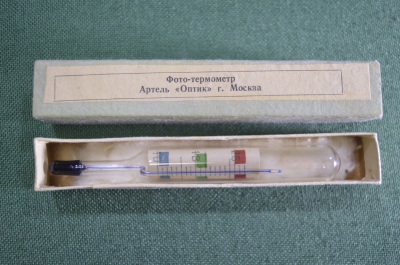 Фото-термометр
Артель «Оптик» г. Москва